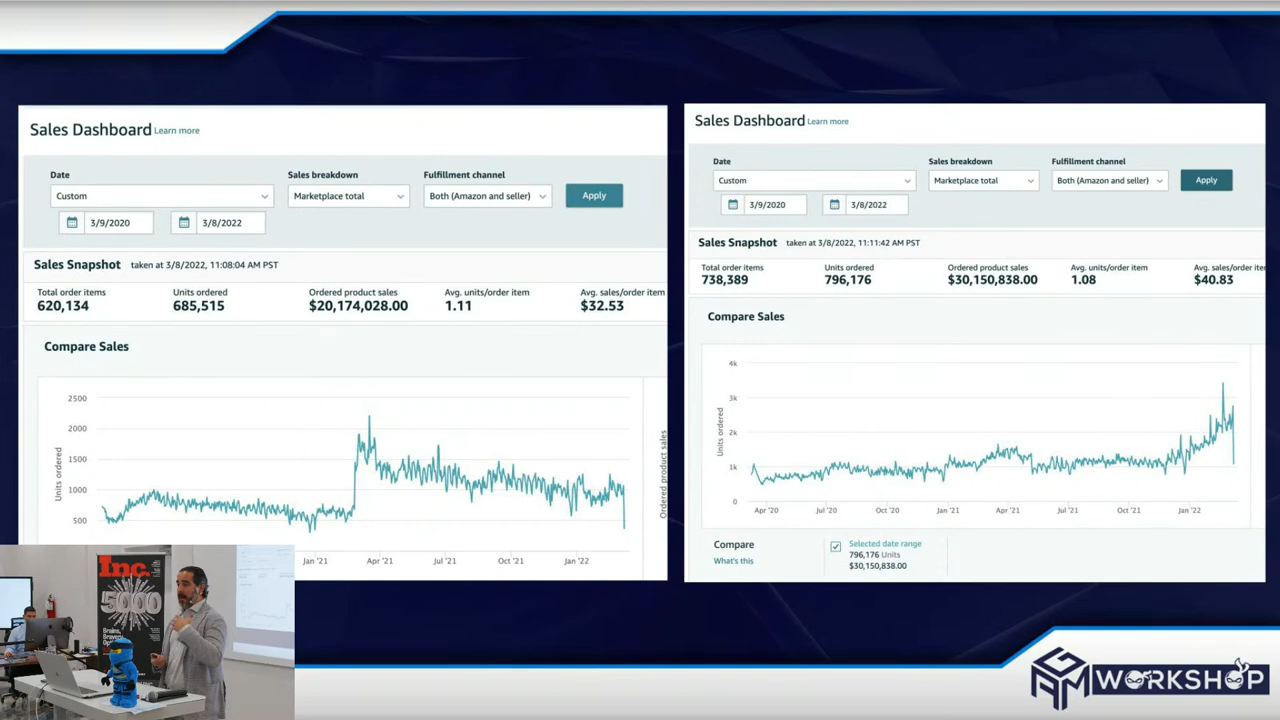 Sales Dashboard Learn more
Date
Sales breakdown
Fulfillment channel
Custom
Marketplace total
Both (Amazon and seller)
Apply
3/9/2020
3/8/2022
Sales Snapshot taken at 3/8/2022, 11:08:04 AM PST
Total order items
Units ordered
Ordered product sales
Avg. units/order item
Avg. sales/order item
620,134
685,515
$20,174,028.00
1.11
$32.53
Compare Sales
2500
2000
1500
1000
500
Units ordered
Ordered product sales
Jan '21
Apr '21
Jul '21
Oct '21
Jan '22
Sales Dashboard Learn more
Date
Sales breakdown
Fulfillment channel
Custom
Marketplace total
Both (Amazon and seller)
Apply
3/9/2020
3/8/2022
Sales Snapshot taken at 3/8/2022, 11:11:42 AM PST
Total order items
Units ordered
Ordered product sales
Avg. units/order item
Avg. sales/order ite
738,389
796,176
$30,150,838.00
1.08
$40.83
Compare Sales
4k
3k
2k
1k
0
Units ordered
Apr '20
Jul '20
Oct '20
Jan '21
Apr '21
Jul '21
Oct '21
Jan '22
Compare
What's this
Selected date range
796,176 Units
$30,150,838.00
Inc.
5000
Brains,
WORKSHOP